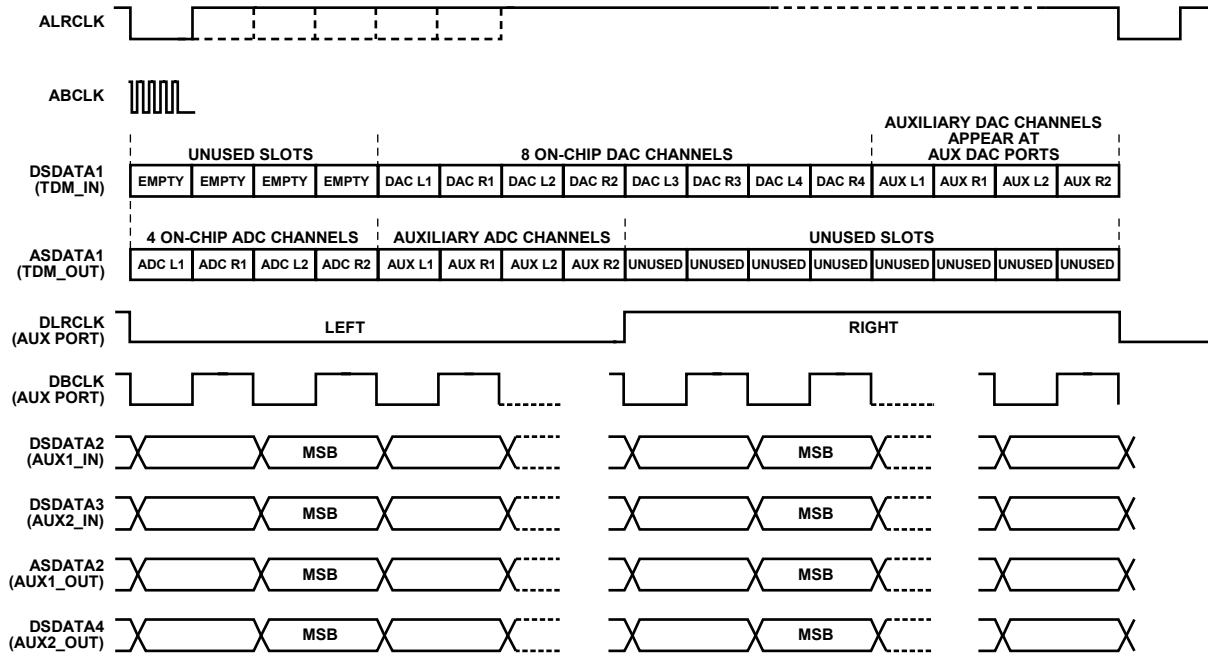 ALRCLK
ABCLK
AUXILIARY DAC CHANNELS
APPEAR AT
AUX DAC PORTS
UNUSED SLOTS
8 ON-CHIP DAC CHANNELS
DSDATA1
(TDM_IN)
EMPTY EMPTY EMPTY EMPTY DAC L1 DAC R1 DAC L2 DAC R2 DAC L3 DAC R3 DAC L4 DAC R4 AUX L1 AUX R1 AUX L2 AUX R2
4 ON-CHIP ADC CHANNELS
AUXILIARY ADC CHANNELS
UNUSED SLOTS
ASDATA1
(TDM_OUT)
ADC L1 ADC R1 ADC L2 ADC R2 AUX L1 AUX R1 AUX L2 AUX R2 UNUSED UNUSED UNUSED UNUSED UNUSED UNUSED UNUSED UNUSED
DLRCLK
(AUX PORT)
LEFT
RIGHT
DBCLK
(AUX PORT)
DSDATA2
(AUX1_IN)
MSB
MSB
DSDATA3
(AUX2_IN)
MSB
MSB
ASDATA2
(AUX1_OUT)
MSB
MSB
DSDATA4
(AUX2_OUT)
MSB
MSB